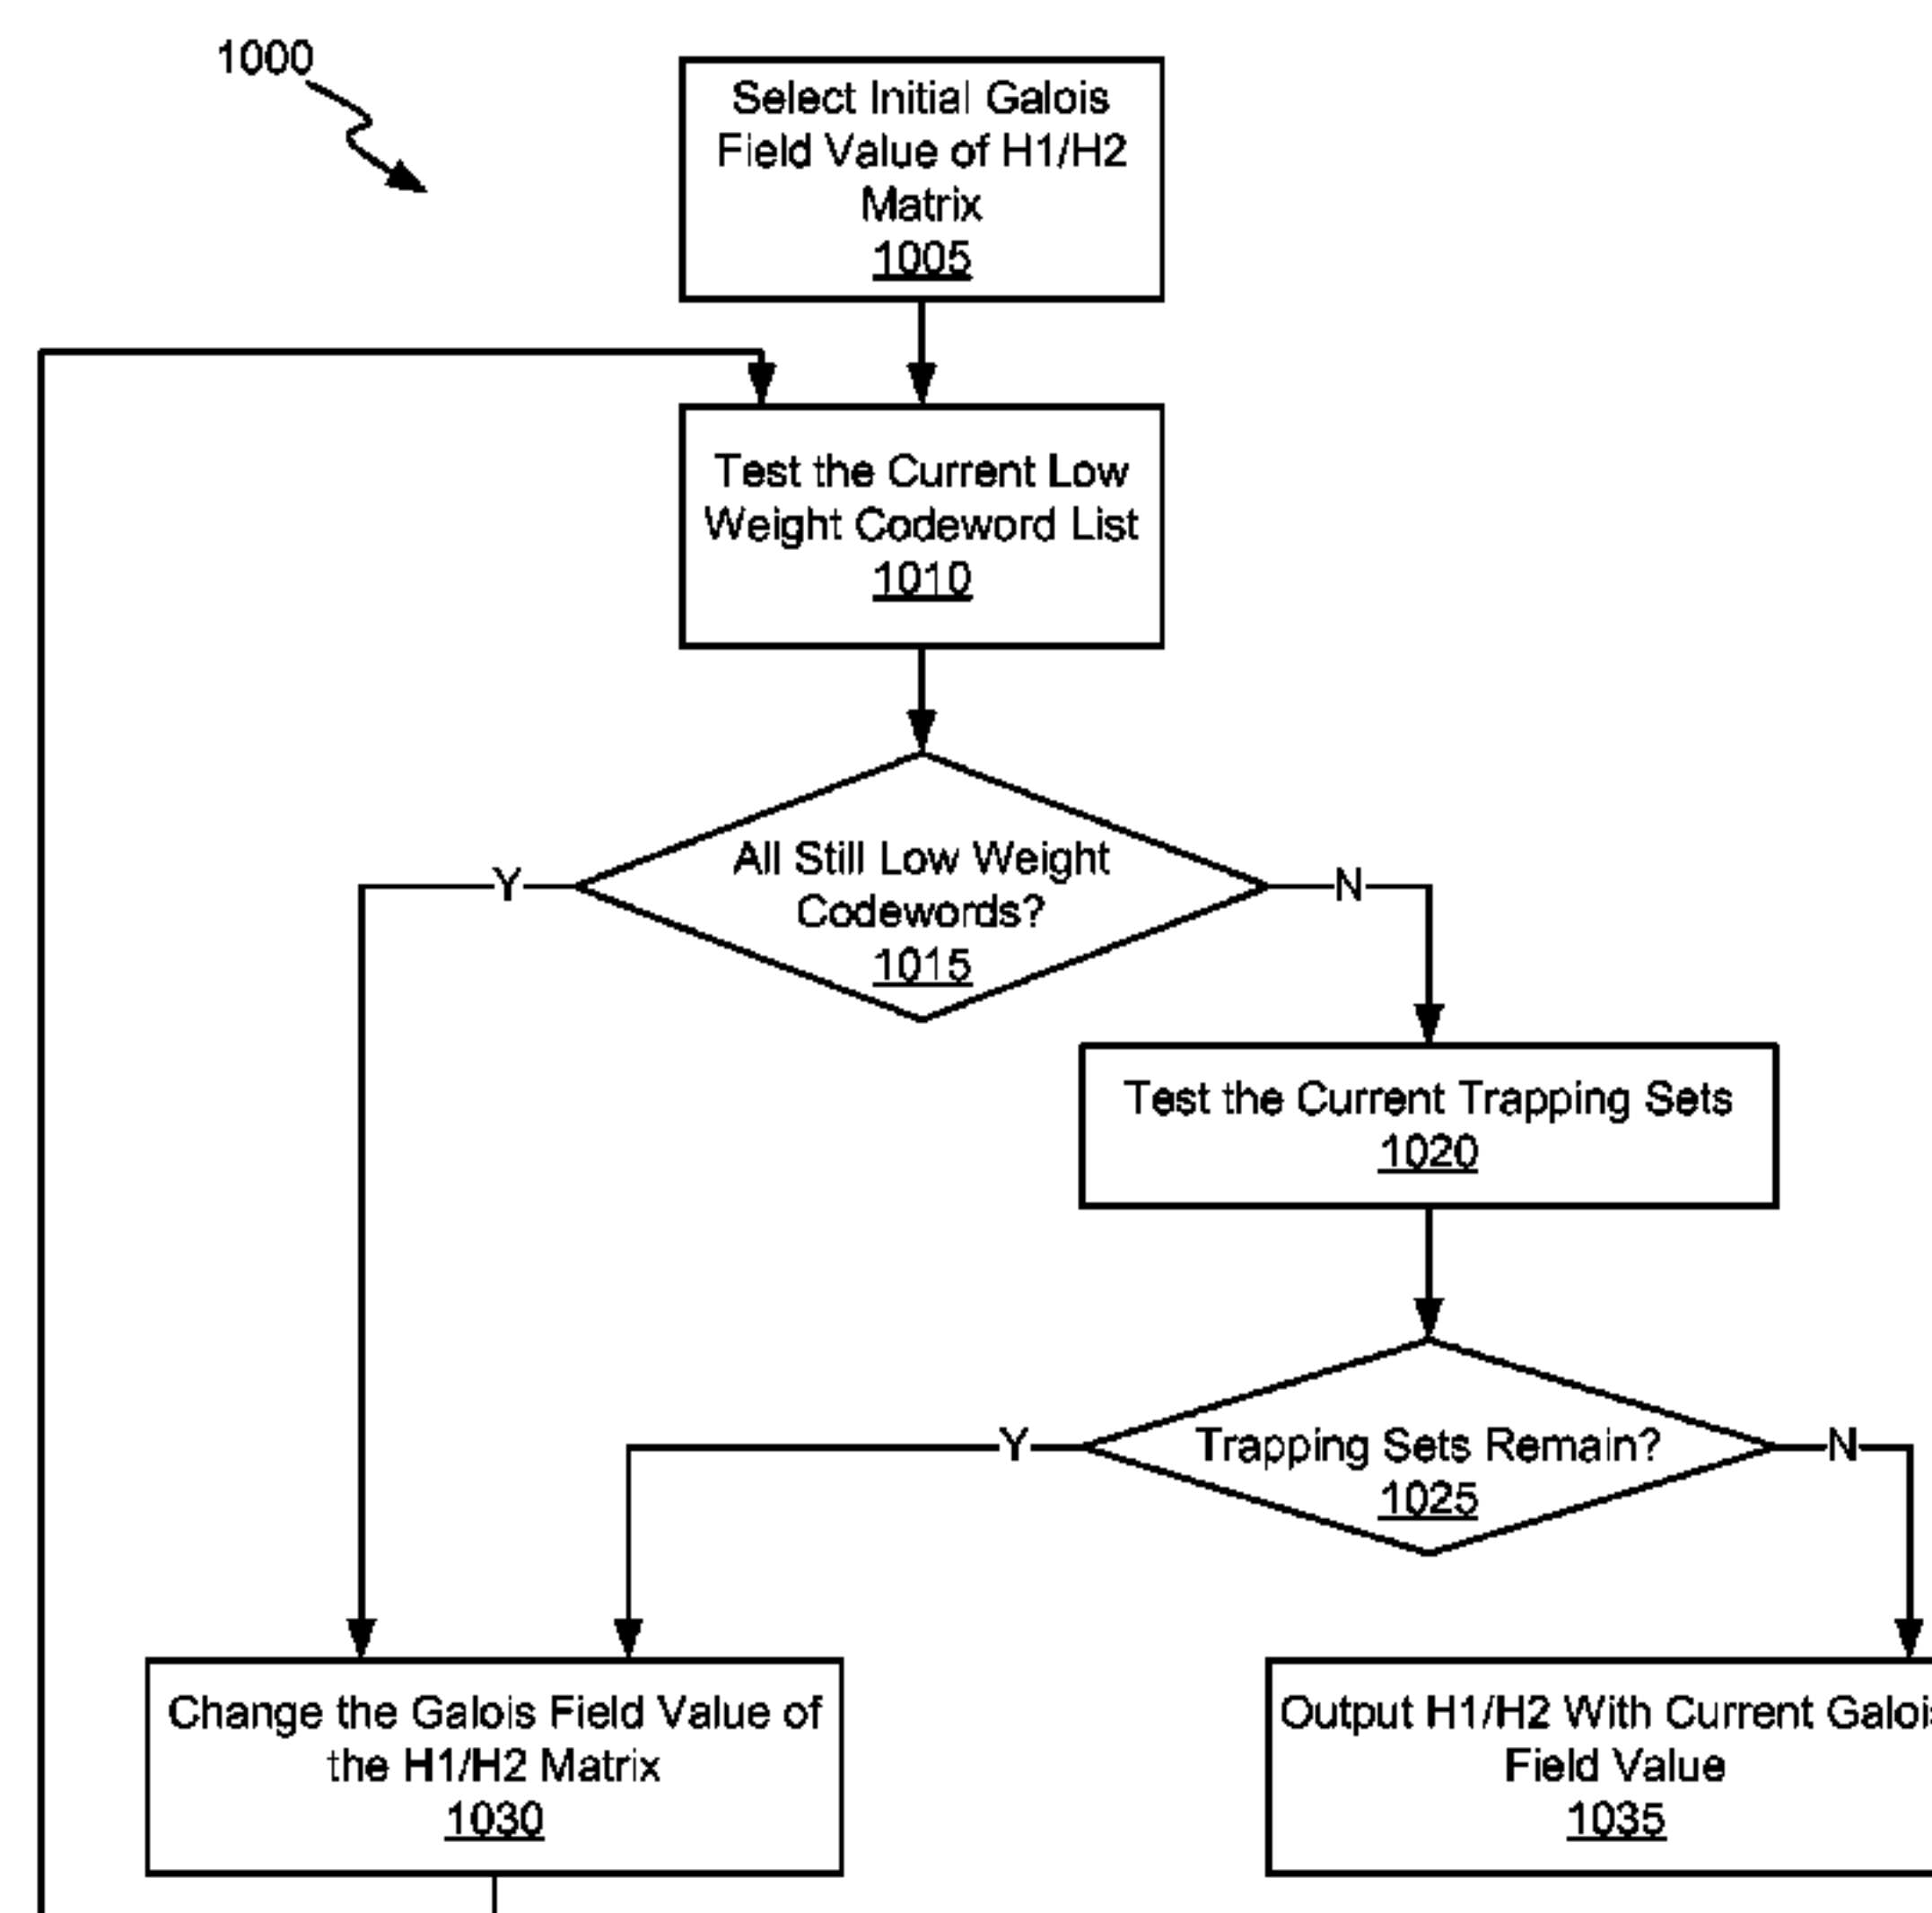 1000
Select Initial Galois
Field Value of H1/H2
Matrix
1005
Test the Current Low
Weight Codeword List
1010
All Still Low Weight
Codewords?
1015
Y
N
Test the Current Trapping Sets
1020
Trapping Sets Remain?
1025
Y
N
Change the Galois Field Value of
the H1/H2 Matrix
1030
Output H1/H2 With Current Galois
Field Value
1035